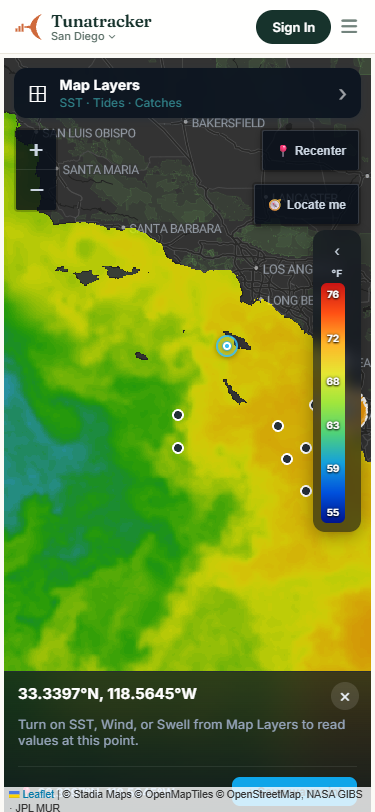 Tunatracker
San Diego
Sign In
Map Layers
SST · Tides · Catches
BAKERSFIELD
SAN LUIS OBISPO
+
Recenter
SANTA MARIA
−
LANCASTER
Locate me
SANTA BARBARA
LOS ANG
°F
76
LONG BE
72
68
63
59
55
33.3397°N, 118.5645°W
Turn on SST, Wind, or Swell from Map Layers to read
values at this point.
Leaflet | © Stadia Maps © OpenMapTiles © OpenStreetMap, NASA GIBS
· JPL MUR